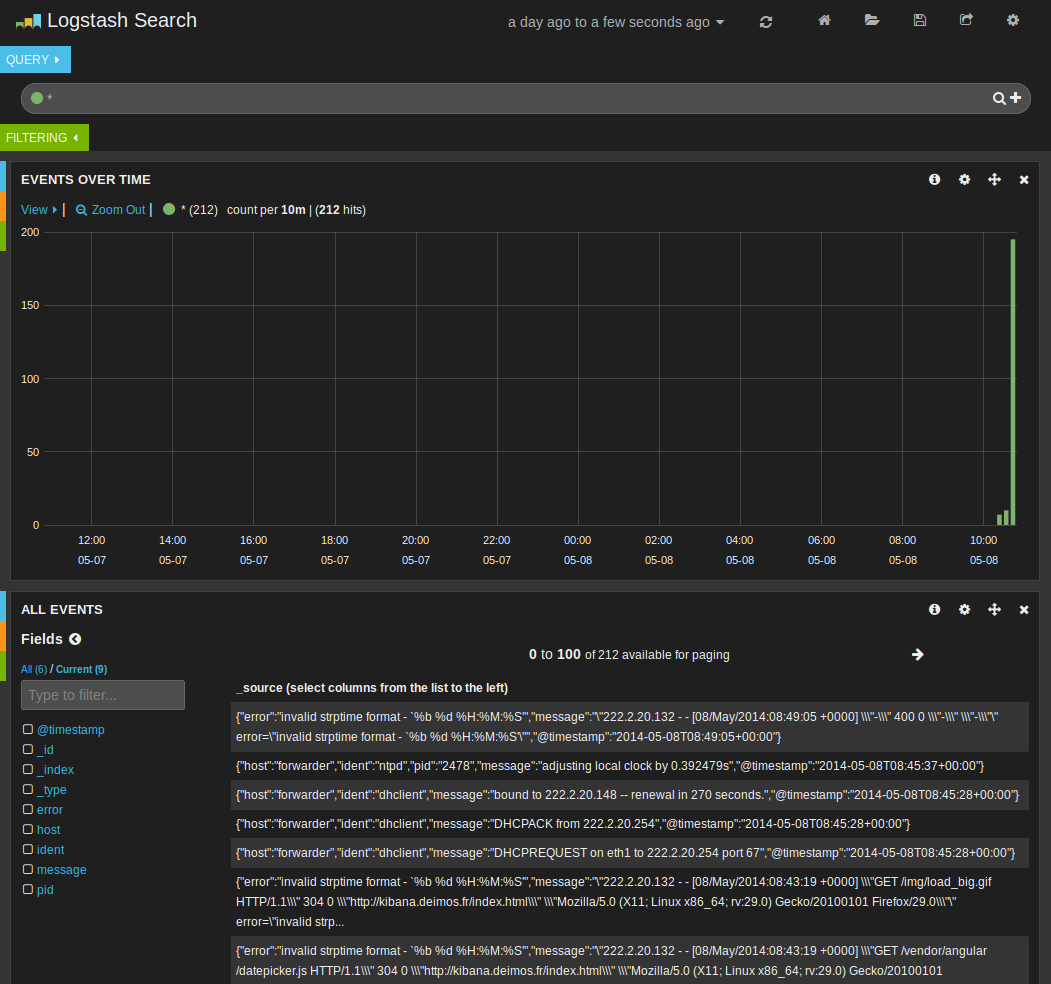 Logstash Search
a day ago to a few seconds ago
QUERY
*
FILTERING
EVENTS OVER TIME
View | Zoom Out | * (212) count per 10m | (212 hits)
200
150
100
50
0
12:00 14:00 16:00 18:00 20:00 22:00 00:00 02:00 04:00 06:00 08:00 10:00
05-07 05-07 05-07 05-07 05-07 05-07 05-08 05-08 05-08 05-08 05-08 05-08
ALL EVENTS
Fields
0 to 100 of 212 available for paging
All (6) / Current (9)
Type to filter...
@timestamp
_id
_index
_type
error
host
ident
message
pid
_source (select columns from the list to the left)
{"error":"invalid strptime format - `%b %d %H:%M:%S'","message":"\"222.2.20.132 - - [08/May/2014:08:49:05 +0000] \\\"-\\\" 400 0 \\\"-\\\" \\\"-\\\"\"
error=\"invalid strptime format - `%b %d %H:%M:%S'\"","@timestamp":"2014-05-08T08:49:05+00:00"}
{"host":"forwarder","ident":"ntpd","pid":"2478","message":"adjusting local clock by 0.392479s","@timestamp":"2014-05-08T08:45:37+00:00"}
{"host":"forwarder","ident":"dhclient","message":"bound to 222.2.20.148 -- renewal in 270 seconds.","@timestamp":"2014-05-08T08:45:28+00:00"}
{"host":"forwarder","ident":"dhclient","message":"DHCPACK from 222.2.20.254","@timestamp":"2014-05-08T08:45:28+00:00"}
{"host":"forwarder","ident":"dhclient","message":"DHCPREQUEST on eth1 to 222.2.20.254 port 67","@timestamp":"2014-05-08T08:45:28+00:00"}
{"error":"invalid strptime format - `%b %d %H:%M:%S'","message":"\"222.2.20.132 - - [08/May/2014:08:43:19 +0000] \\\"GET /img/load_big.gif
HTTP/1.1\\\" 304 0 \\\"http://kibana.deimos.fr/index.html\\\" \\\"Mozilla/5.0 (X11; Linux x86_64; rv:29.0) Gecko/20100101 Firefox/29.0\\\"\"
error=\"invalid strp...
{"error":"invalid strptime format - `%b %d %H:%M:%S'","message":"\"222.2.20.132 - - [08/May/2014:08:43:19 +0000] \\\"GET /vendor/angular
/datepicker.js HTTP/1.1\\\" 304 0 \\\"http://kibana.deimos.fr/index.html\\\" \\\"Mozilla/5.0 (X11; Linux x86_64; rv:29.0) Gecko/20100101